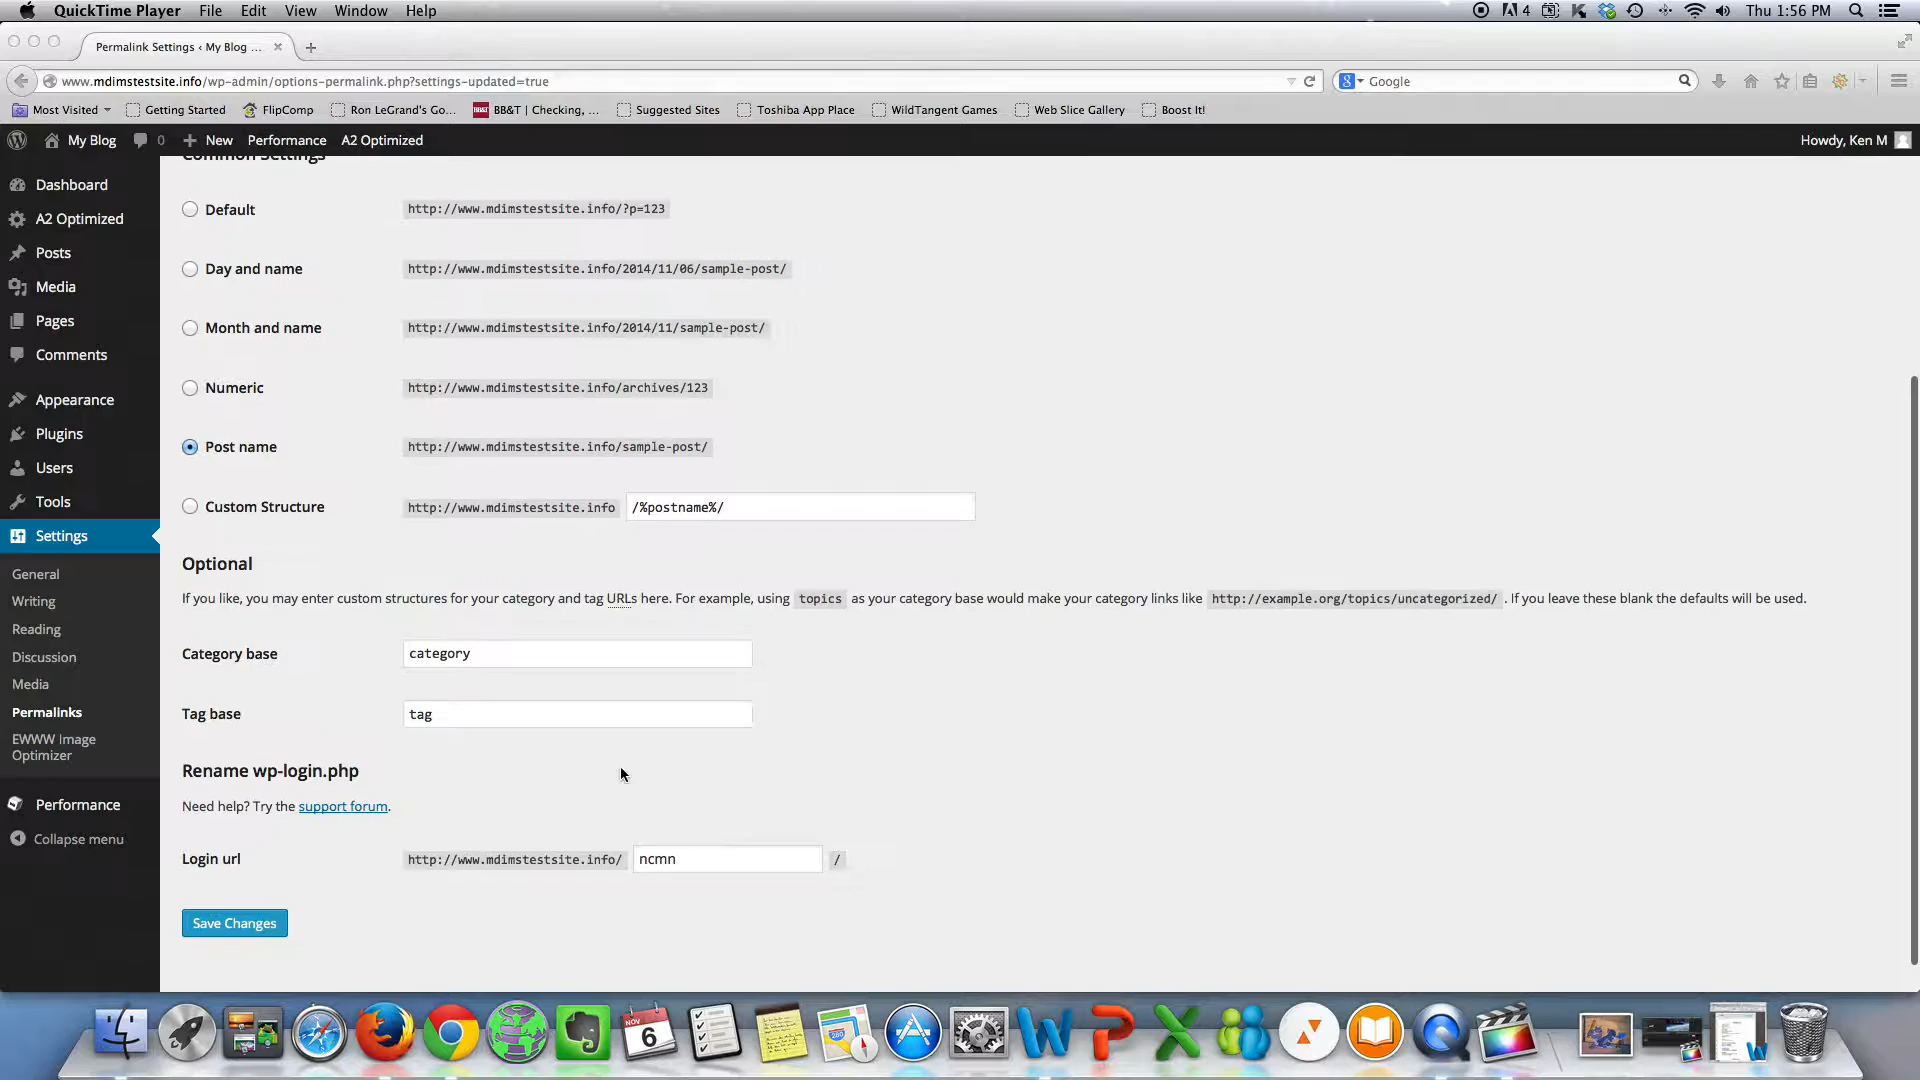 QuickTime Player File Edit View Window Help
4 Thu 1:56 PM
Permalink Settings ‹ My Blog ...
www.mdimstestsite.info/wp-admin/options-permalink.php?settings-updated=true
Google
Most Visited Getting Started FlipComp Ron LeGrand's Go... BB&T | Checking, ... Suggested Sites Toshiba App Place WildTangent Games Web Slice Gallery Boost It!
My Blog 0 New Performance A2 Optimized Howdy, Ken M
Dashboard
A2 Optimized
Posts
Media
Pages
Comments
Appearance
Plugins
Users
Tools
Settings
General
Writing
Reading
Discussion
Media
Permalinks
EWWW Image
Optimizer
Performance
Collapse menu
Common Settings
Default http://www.mdimstestsite.info/?p=123
Day and name http://www.mdimstestsite.info/2014/11/06/sample-post/
Month and name http://www.mdimstestsite.info/2014/11/sample-post/
Numeric http://www.mdimstestsite.info/archives/123
Post name http://www.mdimstestsite.info/sample-post/
Custom Structure http://www.mdimstestsite.info /%postname%/
Optional
If you like, you may enter custom structures for your category and tag URLs here. For example, using topics as your category base would make your category links like http://example.org/topics/uncategorized/ . If you leave these blank the defaults will be used.
Category base category
Tag base tag
Rename wp-login.php
Need help? Try the support forum.
Login url http://www.mdimstestsite.info/ ncmn /
Save Changes
NOV
6